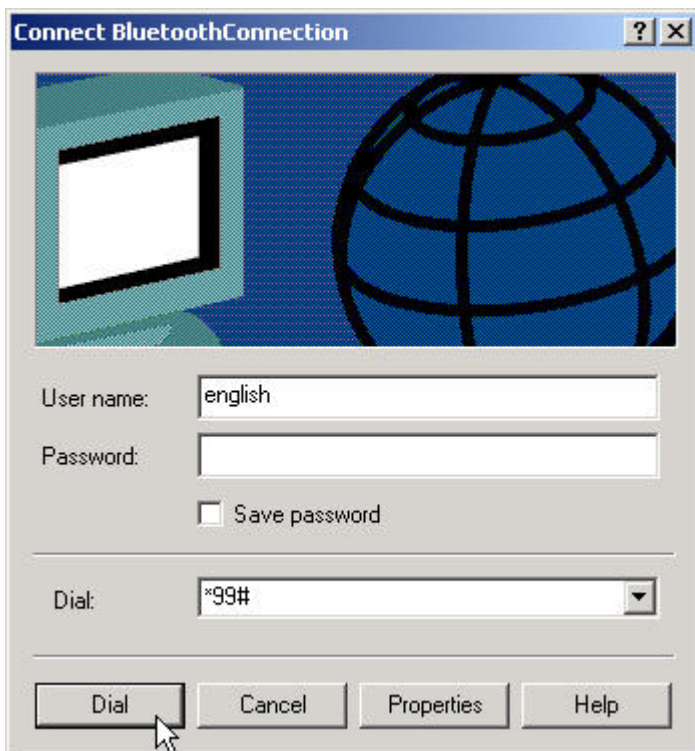 Connect BluetoothConnection
User name: english
Password:
Save password
Dial: *99#
Dial Cancel Properties Help